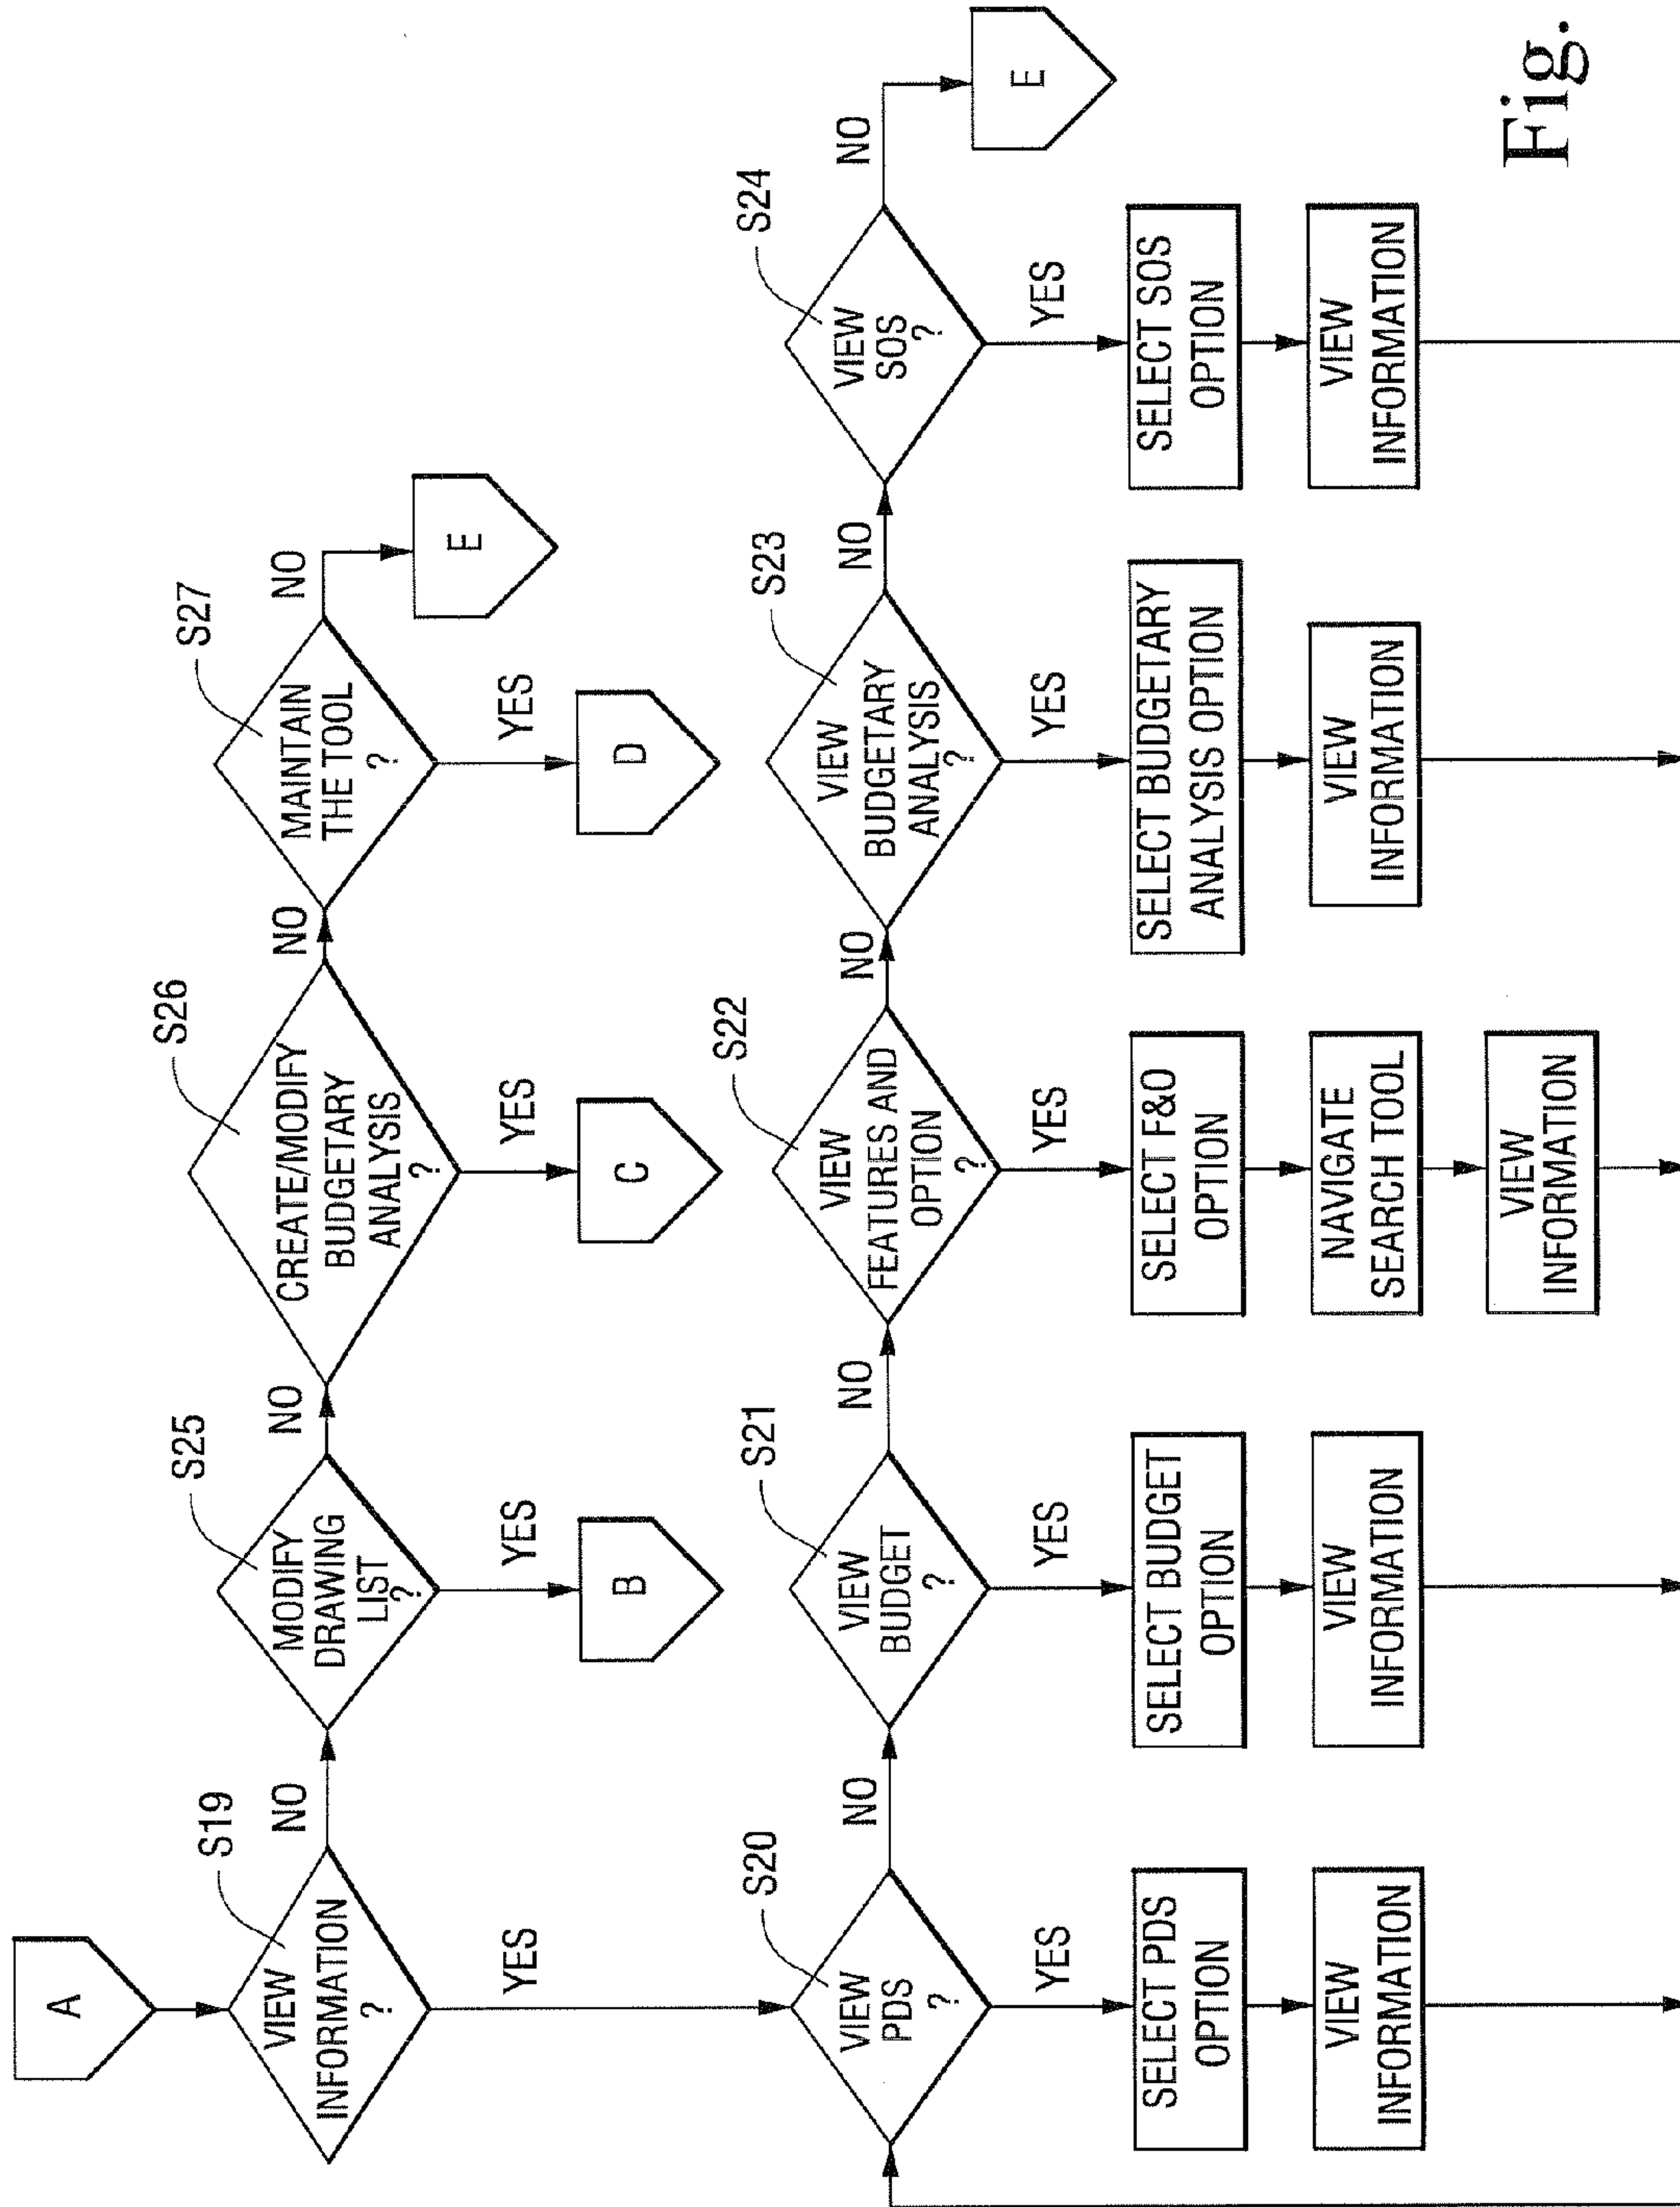 A
S19
VIEW
INFORMATION
?
NO
YES
S25
MODIFY
DRAWING
LIST
?
NO
YES
B
S26
CREATE/MODIFY
BUDGETARY
ANALYSIS
?
NO
YES
C
S27
MAINTAIN
THE TOOL
?
NO
YES
D
E
S20
VIEW
PDS
?
NO
YES
SELECT PDS
OPTION
VIEW
INFORMATION
S21
VIEW
BUDGET
?
NO
YES
SELECT BUDGET
OPTION
VIEW
INFORMATION
S22
VIEW
FEATURES AND
OPTION
?
NO
YES
SELECT F&O
OPTION
NAVIGATE
SEARCH TOOL
VIEW
INFORMATION
S23
VIEW
BUDGETARY
ANALYSIS
?
NO
YES
SELECT BUDGETARY
ANALYSIS OPTION
VIEW
INFORMATION
S24
VIEW
SOS
?
NO
YES
SELECT SOS
OPTION
VIEW
INFORMATION
E
Fig.